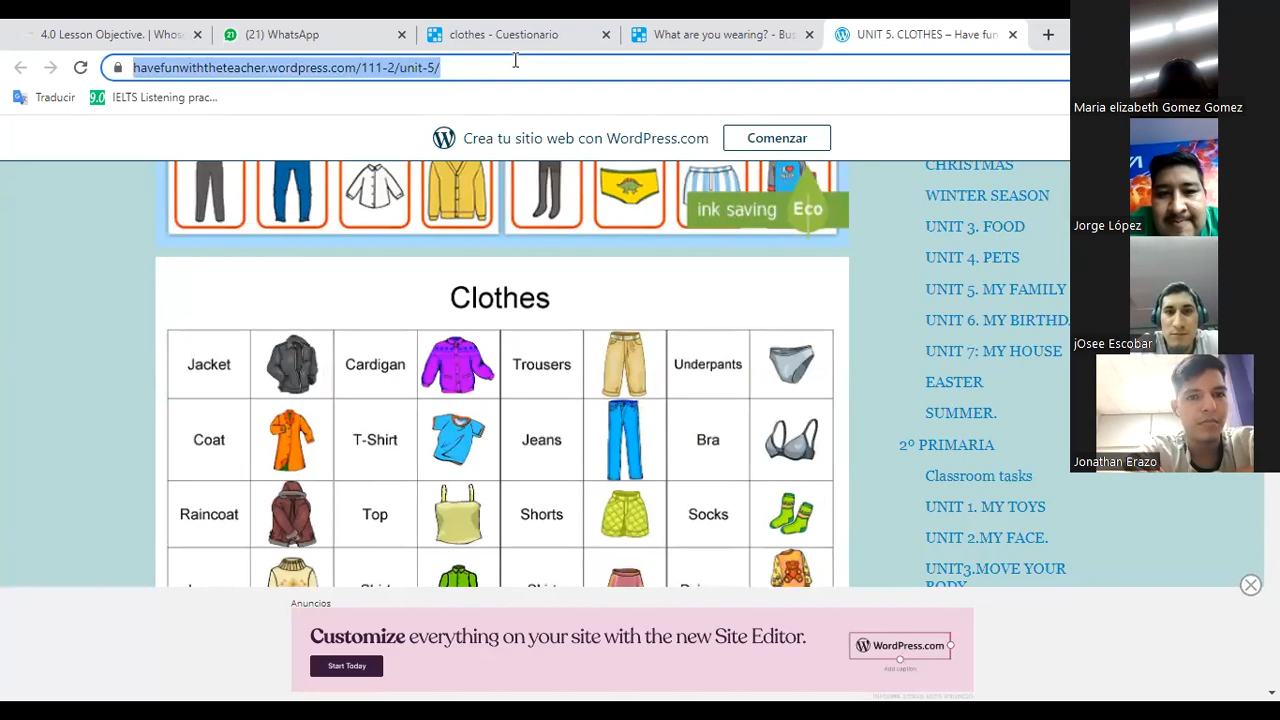 4.0 Lesson Objective. | Whose
(21) WhatsApp
clothes - Cuestionario
What are you wearing? - Bus
UNIT 5. CLOTHES – Have fun
havefunwiththeteacher.wordpress.com/111-2/unit-5/
Traducir
9.0 IELTS Listening prac...
Crea tu sitio web con WordPress.com
Comenzar
ink saving Eco
Clothes
Jacket Cardigan Trousers Underpants
Coat T-Shirt Jeans Bra
Raincoat Top Shorts Socks
CHRISTMAS
WINTER SEASON
UNIT 3. FOOD
UNIT 4. PETS
UNIT 5. MY FAMILY
UNIT 6. MY BIRTHD
UNIT 7: MY HOUSE
EASTER
SUMMER.
2º PRIMARIA
Classroom tasks
UNIT 1. MY TOYS
UNIT 2.MY FACE.
UNIT3.MOVE YOUR
BODY
Maria elizabeth Gomez Gomez
Jorge López
jOsee Escobar
Jonathan Erazo
Anuncios
Customize everything on your site with the new Site Editor.
Start Today
WordPress.com
Add caption